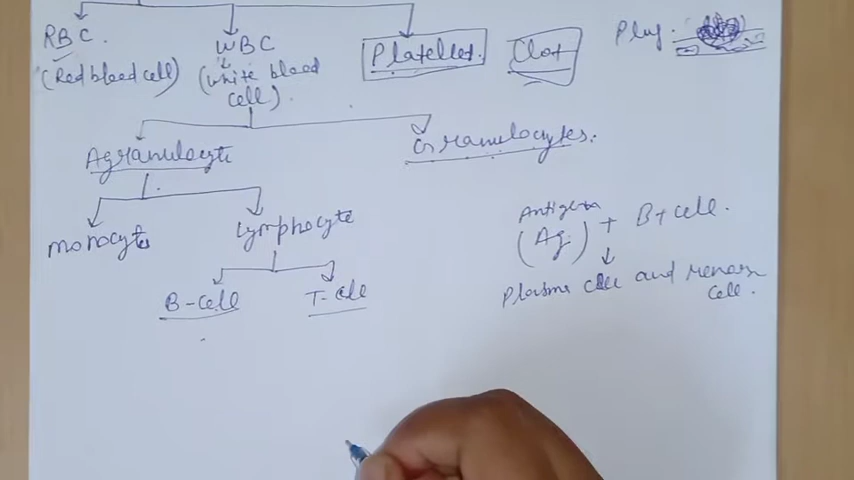 RBC.
(Red blood cell)
WBC
(white blood
cell).
Platellet.
Clot
Plug:
Agranulocyte
Granulocytes.
monocyte
lymphocyte
B-cell
T-cell
Antigen
(Ag) + B+ cell.
Plasma cell and memory
cell.